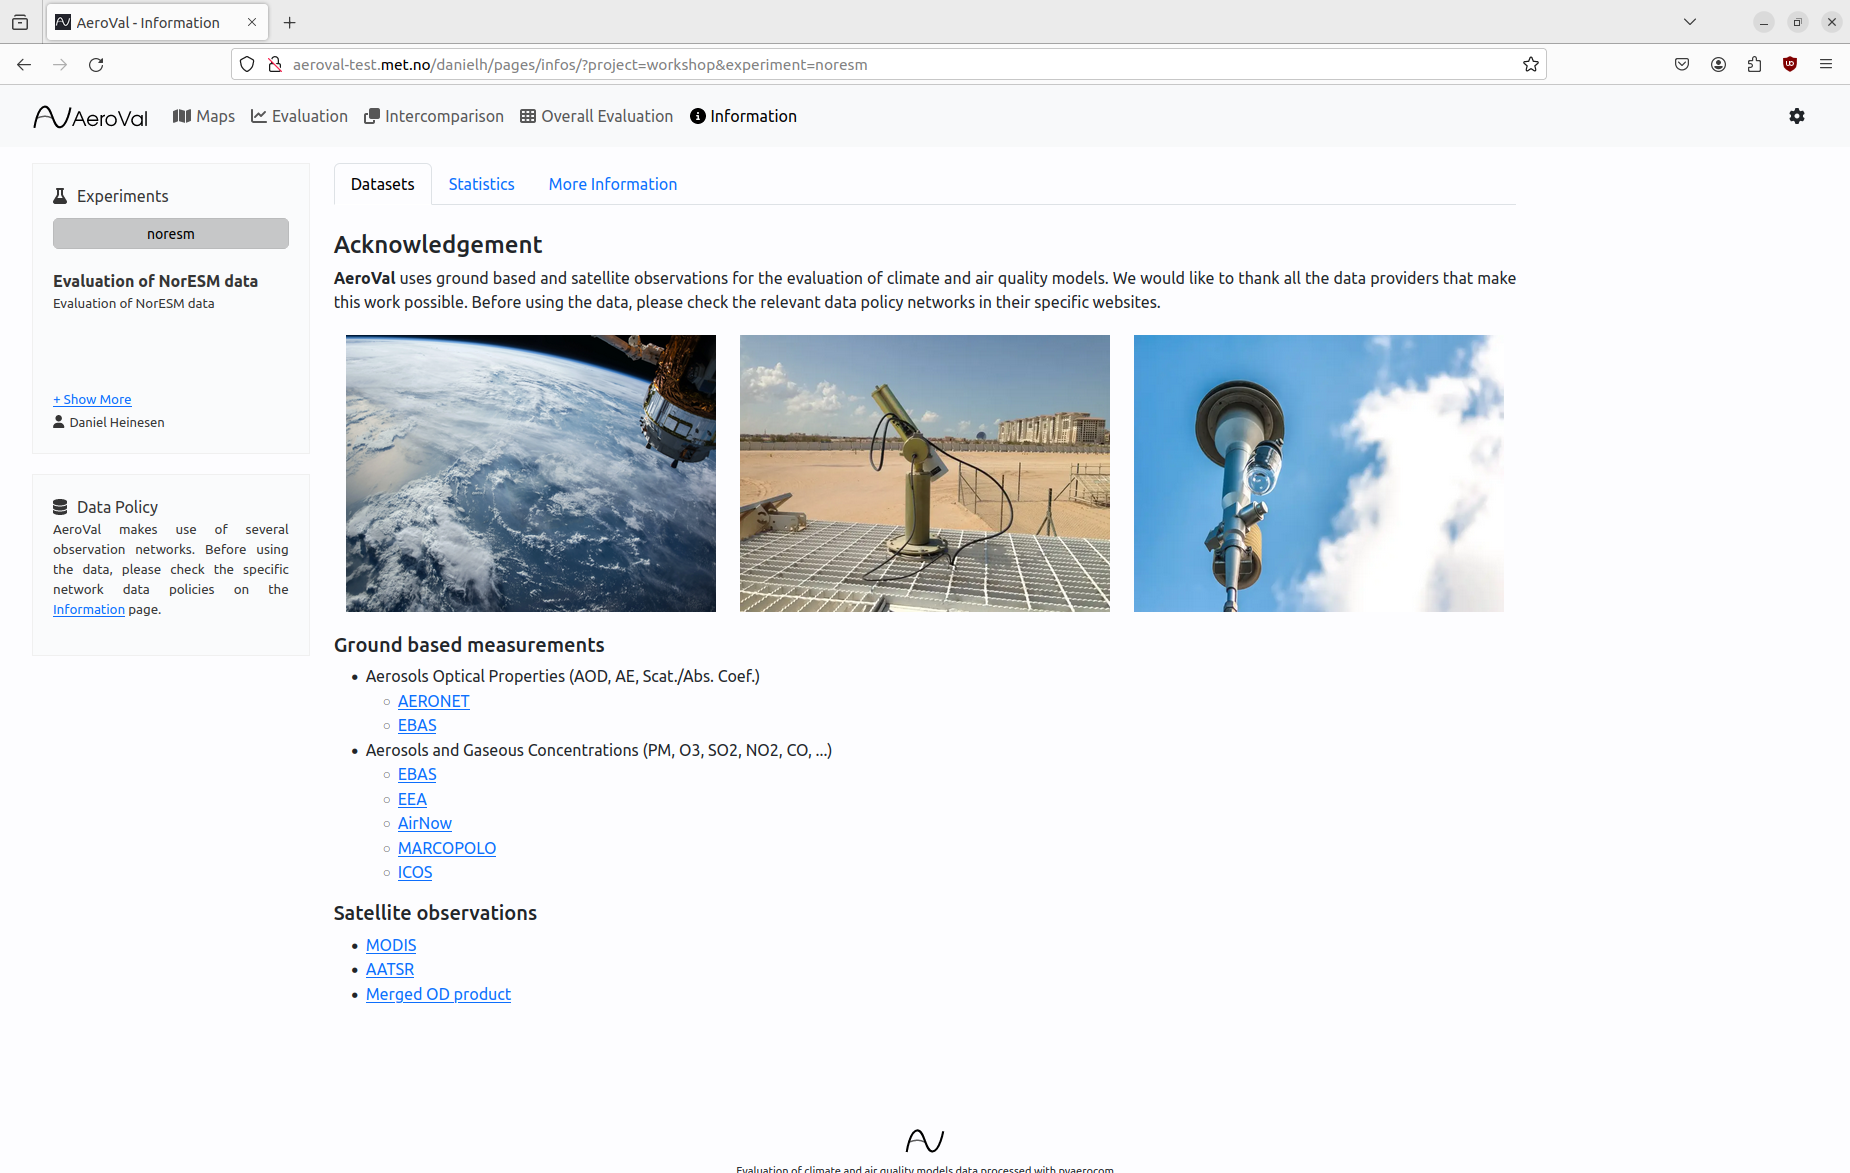 AeroVal - Information
aeroval-test.met.no/danielh/pages/infos/?project=workshop&experiment=noresm
AeroVal
Maps
Evaluation
Intercomparison
Overall Evaluation
Information
Experiments
noresm
Evaluation of NorESM data
Evaluation of NorESM data
+ Show More
Daniel Heinesen
Data Policy
AeroVal makes use of several
observation networks. Before using
the data, please check the specific
network data policies on the
Information page.
Datasets
Statistics
More Information
Acknowledgement
AeroVal uses ground based and satellite observations for the evaluation of climate and air quality models. We would like to thank all the data providers that make
this work possible. Before using the data, please check the relevant data policy networks in their specific websites.
Ground based measurements
• Aerosols Optical Properties (AOD, AE, Scat./Abs. Coef.)
○ AERONET
○ EBAS
• Aerosols and Gaseous Concentrations (PM, O3, SO2, NO2, CO, ...)
○ EBAS
○ EEA
○ AirNow
○ MARCOPOLO
○ ICOS
Satellite observations
• MODIS
• AATSR
• Merged OD product
Evaluation of climate and air quality models data processed with pyaerocom